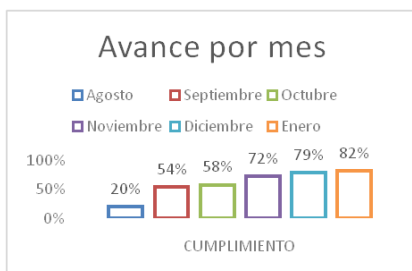 Avance por mes
Agosto Septiembre Octubre
Noviembre Diciembre Enero
100%
50%
0%
20% 54% 58% 72% 79% 82%
CUMPLIMIENTO